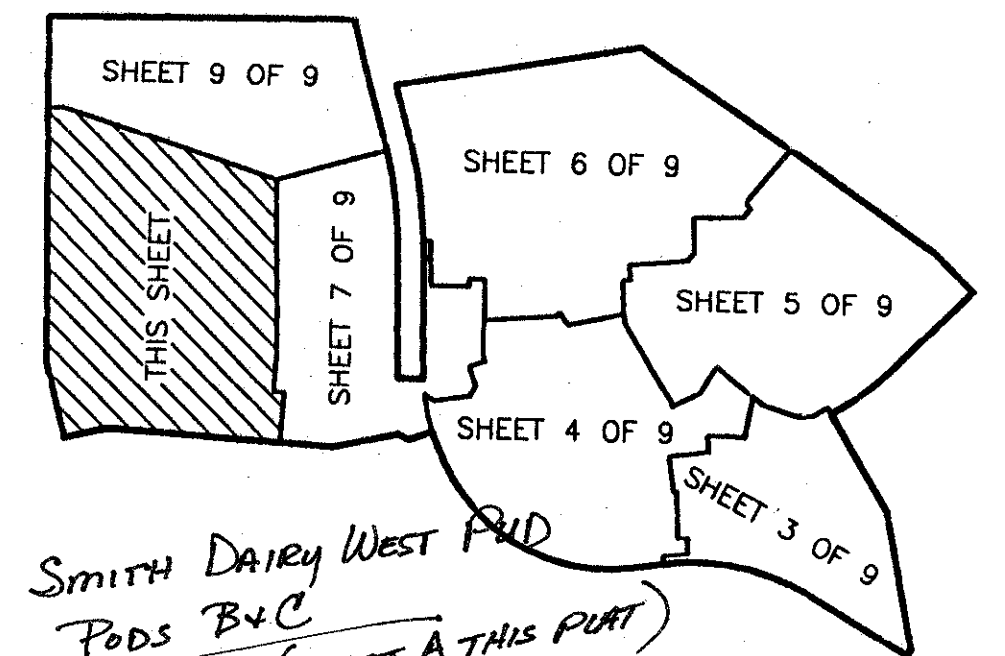 SHEET 9 OF 9
SHEET 6 OF 9
THIS SHEET
SHEET 7 OF 9
SHEET 5 OF 9
SHEET 4 OF 9
SHEET 3 OF 9
SMITH DAIRY WEST PUD
PODS B+C
A THIS PLAT)